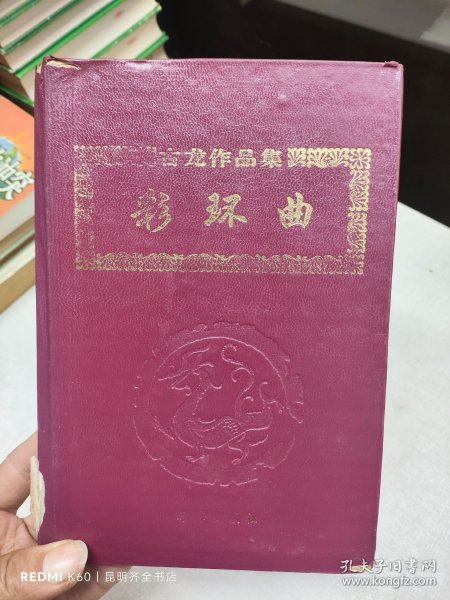 古龙作品集
彩环曲
REDMI K60 | 昆明齐全书店
孔夫子旧书网
www.kongfz.com